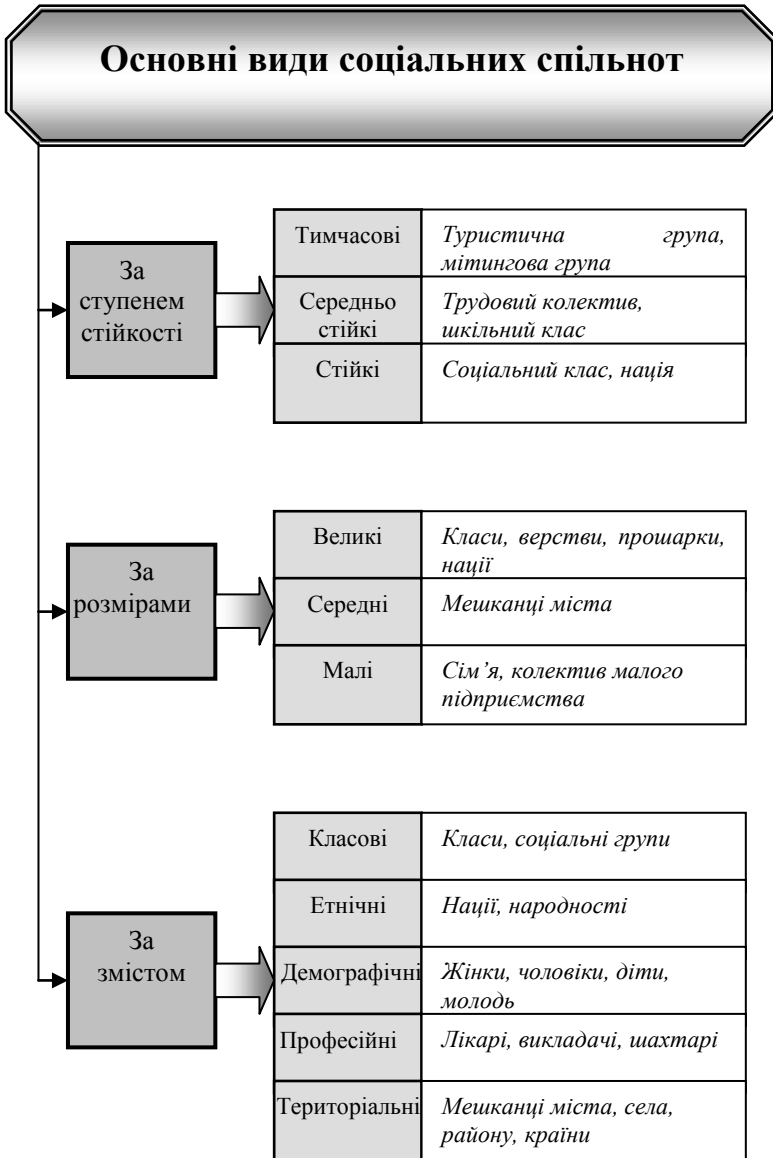 Основні види соціальних спільнот
За
ступенем
стійкості
Тимчасові
Туристична група,
мітингова група
Середньо
стійкі
Трудовий колектив,
шкільний клас
Стійкі
Соціальний клас, нація
За
розмірами
Великі
Класи, верстви, прошарки,
нації
Середні
Мешканці міста
Малі
Сім’я, колектив малого
підприємства
За
змістом
Класові
Класи, соціальні групи
Етнічні
Нації, народності
Демографічні
Жінки, чоловіки, діти,
молодь
Професійні
Лікарі, викладачі, шахтарі
Територіальні
Мешканці міста, села,
району, країни